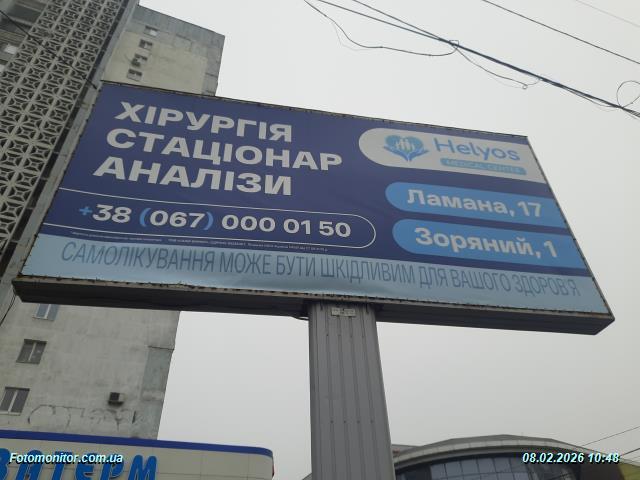 ХІРУРГІЯ
СТАЦІОНАР
АНАЛІЗИ
+38 (067) 000 01 50
Helyos
MEDICAL CENTER
Ламана, 17
Зоряний, 1
САМОЛІКУВАННЯ МОЖЕ БУТИ ШКІДЛИВИМ ДЛЯ ВАШОГО ЗДОРОВ'Я
Fotomonitor.com.ua
08.02.2026 10:48